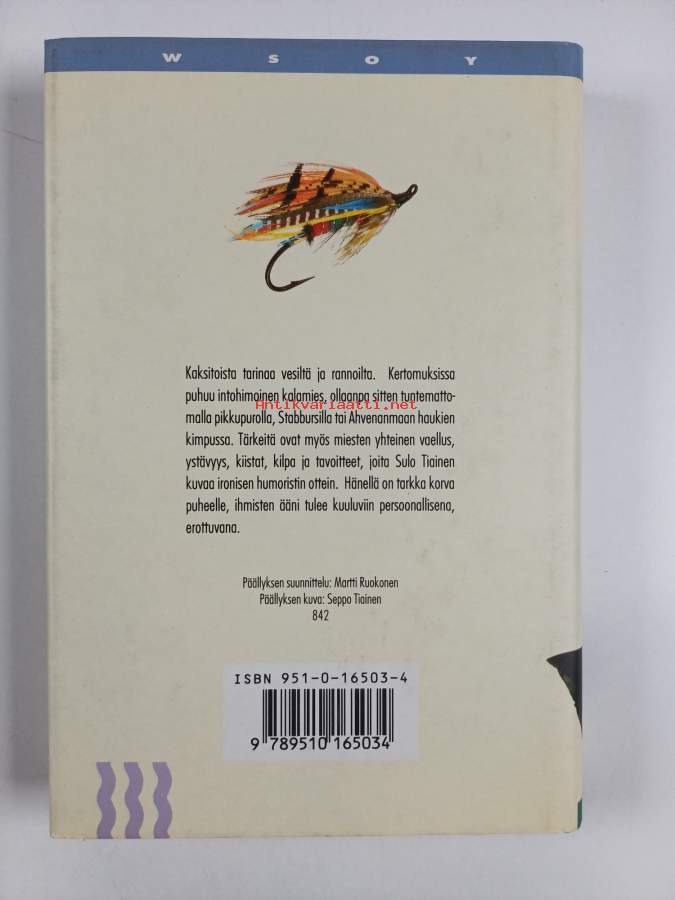 W S O Y
Kaksitoista tarinaa vesiltä ja rannoilta. Kertomuksissa
puhuu intohimoinen kalamies, ollaanpa sitten tuntematto-
Antikvariaatti.net
malla pikkupurolla, Stabbursilla tai Ahvenanmaan haukien
kimpussa. Tärkeitä ovat myös miesten yhteinen vaellus,
ystävyys, kiistat, kilpa ja tavoitteet, joita Sulo Tiainen
kuvaa ironisen humoristin ottein. Hänellä on tarkka korva
puheelle, ihmisten ääni tulee kuuluviin persoonallisena,
erottuvana.
Päällyksen suunnittelu: Martti Ruokonen
Päällyksen kuva: Seppo Tiainen
842
ISBN 951-0-16503-4
9 789510 165034